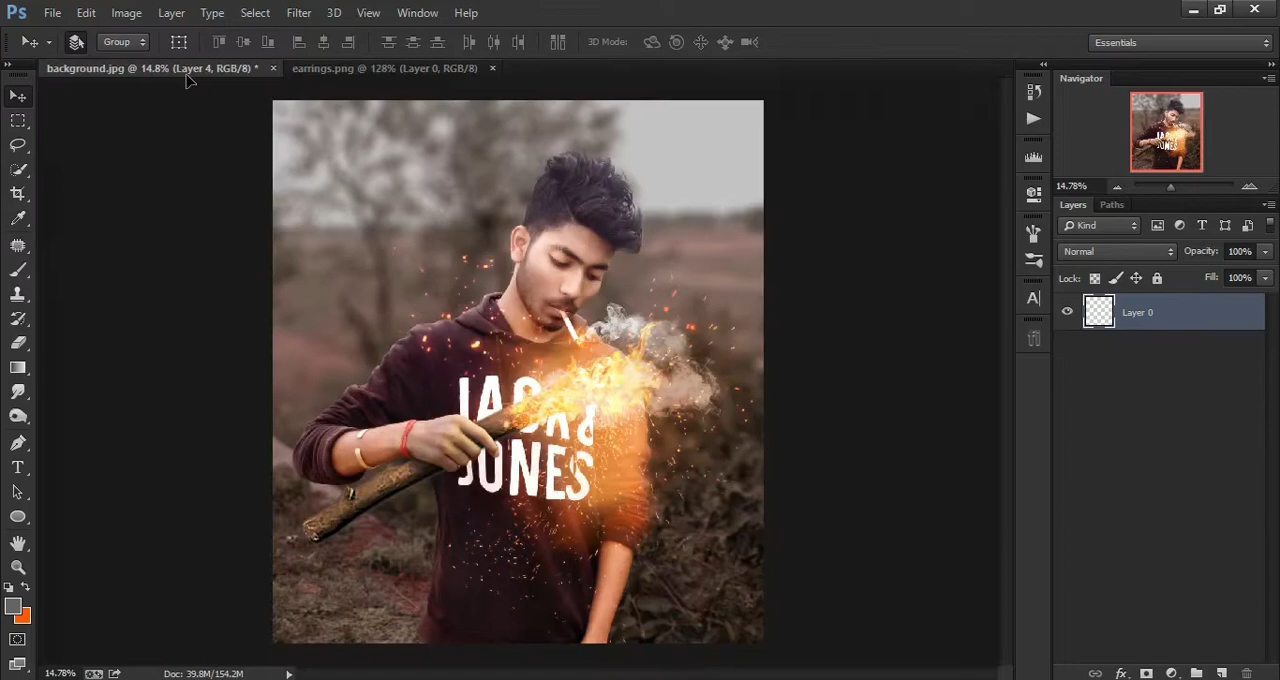 Ps File Edit Image Layer Type Select Filter 3D View Window Help
Group 3D Mode: Essentials
background.jpg @ 14.8% (Layer 4, RGB/8) * × earrings.png @ 128% (Layer 0, RGB/8) ×
Navigator
14.78%
Layers Paths
Kind
Normal Opacity: 100%
Lock: Fill: 100%
Layer 0
JACK &
JONES
14.78% Doc: 39.8M/154.2M